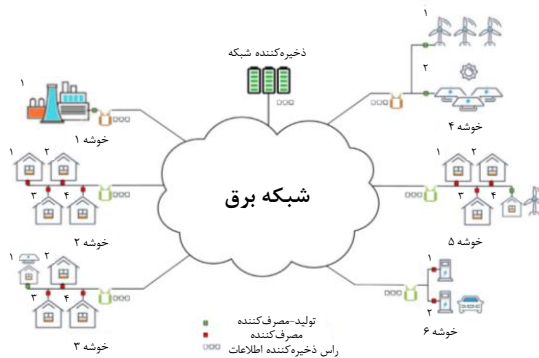 ذخیره‌کننده شبکه
۱
۲
خوشه ۴
۱
خوشه ۱
۱
۲
۳
۴
خوشه ۲
شبکه برق
۱
۲
۳
۴
خوشه ۵
۱
۲
۳
۴
خوشه ۳
۱
۲
خوشه ۶
تولید-مصرف‌کننده
مصرف‌کننده
راس ذخیره‌کننده اطلاعات